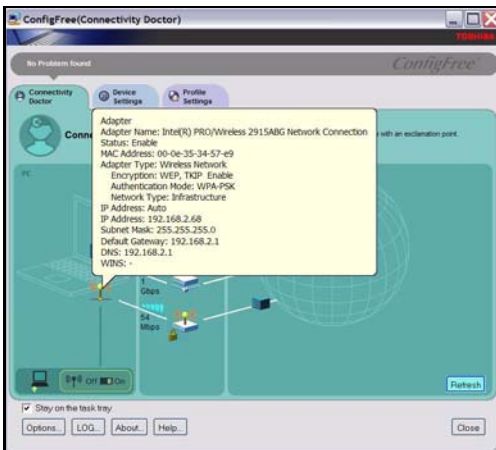 ConfigFree(Connectivity Doctor)
TOSHIBA
No Problem found
ConfigFree
Connectivity Doctor
Device Settings
Profile Settings
Conne
with an exclamation point.
Adapter
Adapter Name: Intel(R) PRO/Wireless 2915ABG Network Connection
Status: Enable
MAC Address: 00-0e-35-34-57-e9
Adapter Type: Wireless Network
Encryption: WEP, TKIP Enable
Authentication Mode: WPA-PSK
Network Type: Infrastructure
IP Address: Auto
IP Address: 192.168.2.68
Subnet Mask: 255.255.255.0
Default Gateway: 192.168.2.1
DNS: 192.168.2.1
WINS: -
PC
1
Gbps
54
Mbps
Off On
Refresh
Stay on the task tray
Options... LOG... About... Help... Close